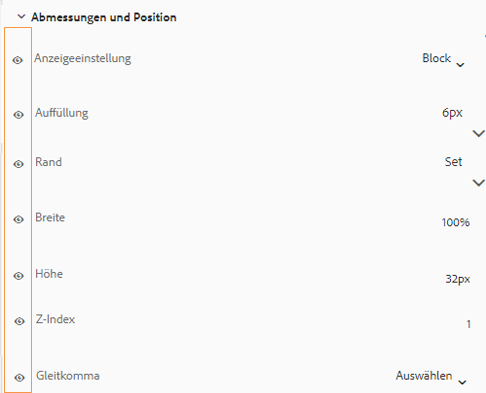 Abmessungen und Position
Anzeigeeinstellung Block
Auffüllung 6px
Rand Set
Breite 100%
Höhe 32px
Z-Index 1
Gleitkomma Auswählen